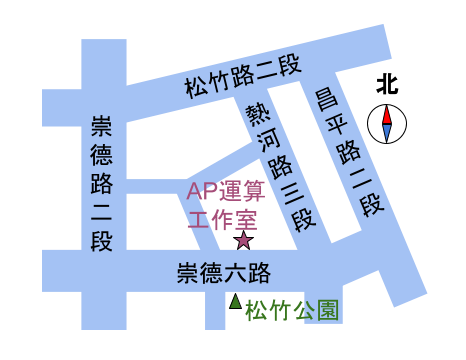 松竹路二段
北
崇德路二段
熱河路三段
昌平路二段
AP運算
工作室
崇德六路
松竹公園